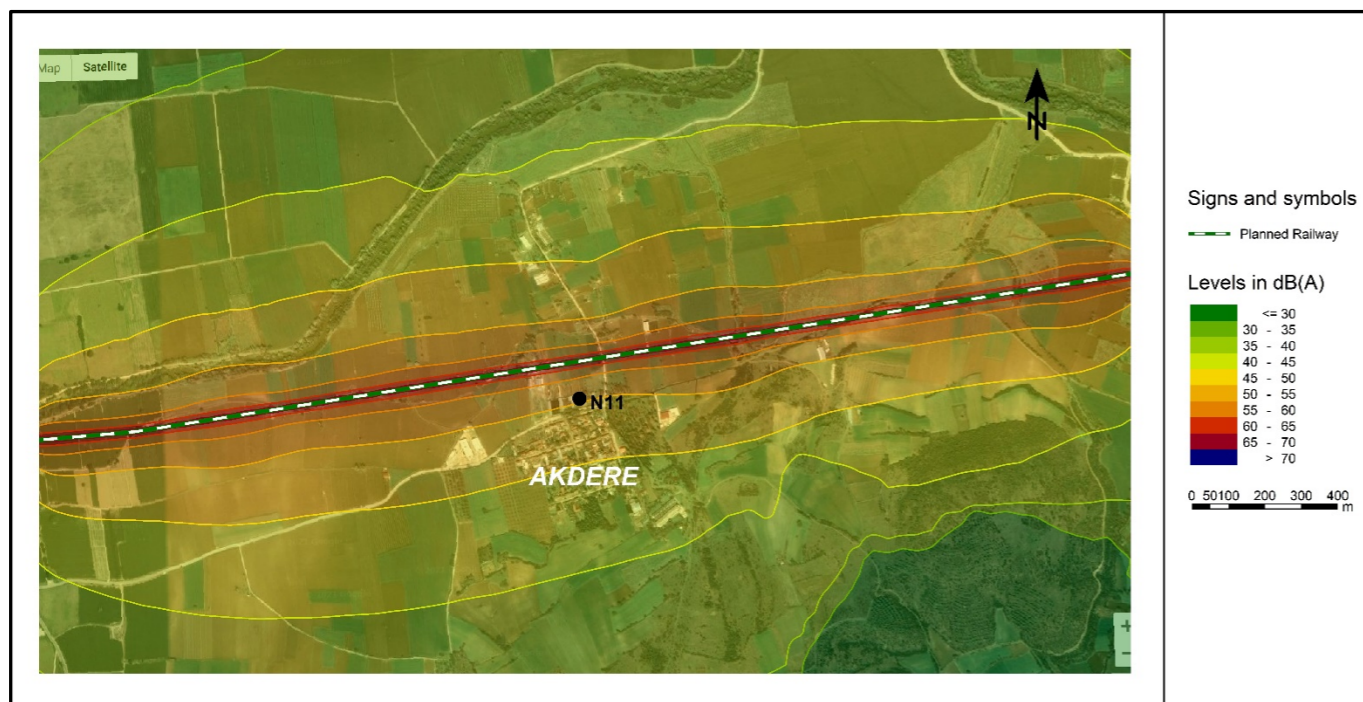 Map Satellite
N
N11
AKDERE
+
−
Signs and symbols
Planned Railway
Levels in dB(A)
<= 30
30 - 35
35 - 40
40 - 45
45 - 50
50 - 55
55 - 60
60 - 65
65 - 70
> 70
0 50100 200 300 400
m